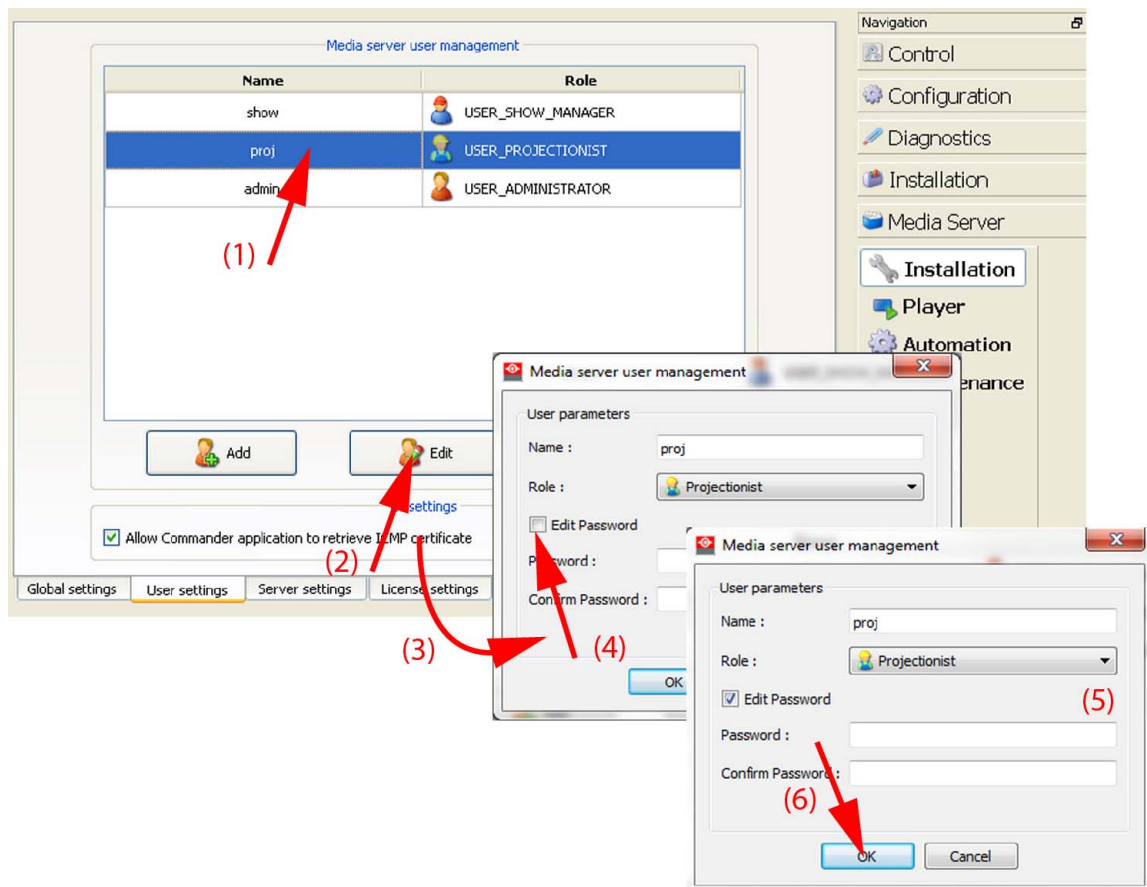 Navigation
Control
Configuration
Diagnostics
Installation
Media Server
Installation
Player
Automation
Media server user management
Name Role
show USER_SHOW_MANAGER
proj USER_PROJECTIONIST
admin USER_ADMINISTRATOR
(1)
Add Edit
settings
Allow Commander application to retrieve ICMP certificate
(2)
Global settings User settings Server settings License settings
(3)
Media server user management
User parameters
Name : proj
Role : Projectionist
Edit Password
Password :
Confirm Password :
(4)
OK
Media server user management
User parameters
Name : proj
Role : Projectionist
Edit Password
(5)
Password :
Confirm Password :
(6)
OK Cancel